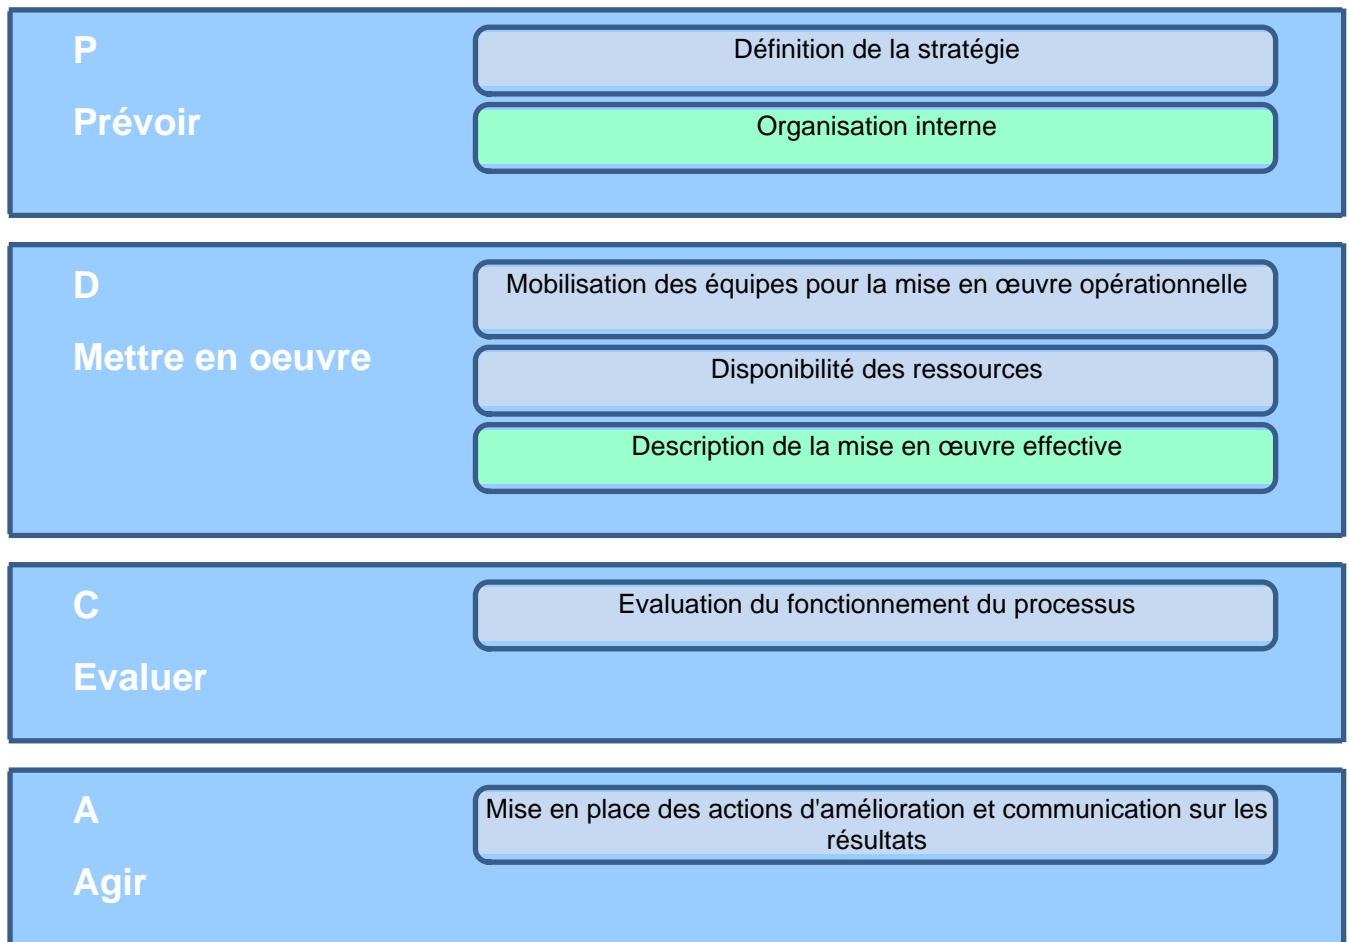 P
Prévoir
Définition de la stratégie
Organisation interne
D
Mettre en oeuvre
Mobilisation des équipes pour la mise en œuvre opérationnelle
Disponibilité des ressources
Description de la mise en œuvre effective
C
Evaluer
Evaluation du fonctionnement du processus
A
Agir
Mise en place des actions d'amélioration et communication sur les
résultats